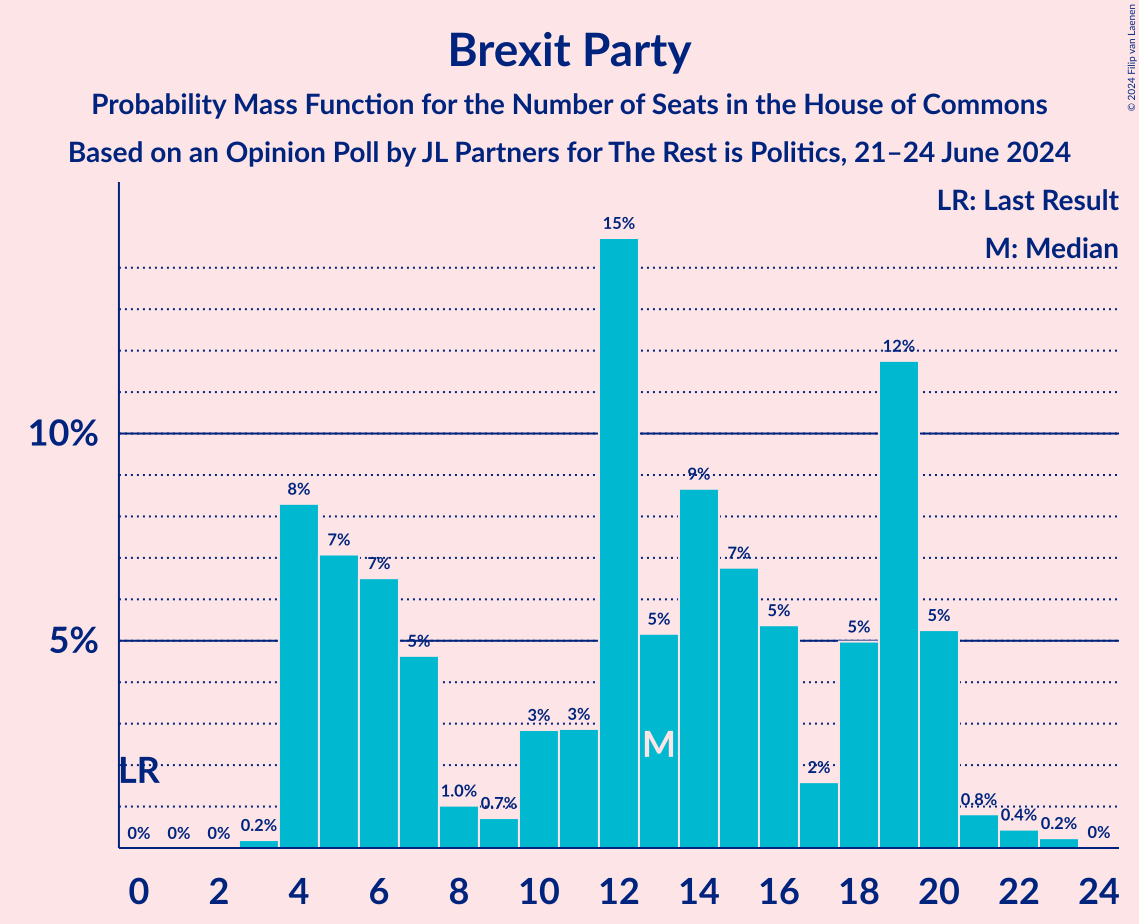 Brexit Party
Probability Mass Function for the Number of Seats in the House of Commons
Based on an Opinion Poll by JL Partners for The Rest is Politics, 21–24 June 2024
© 2024 Filip van Laenen
LR: Last Result
M: Median
10%
5%
LR
M
0% 0% 0% 0.2% 8% 7% 7% 5% 1.0% 0.7% 3% 3% 15% 5% 9% 7% 5% 2% 5% 12% 5% 0.8% 0.4% 0.2% 0%
0 2 4 6 8 10 12 14 16 18 20 22 24